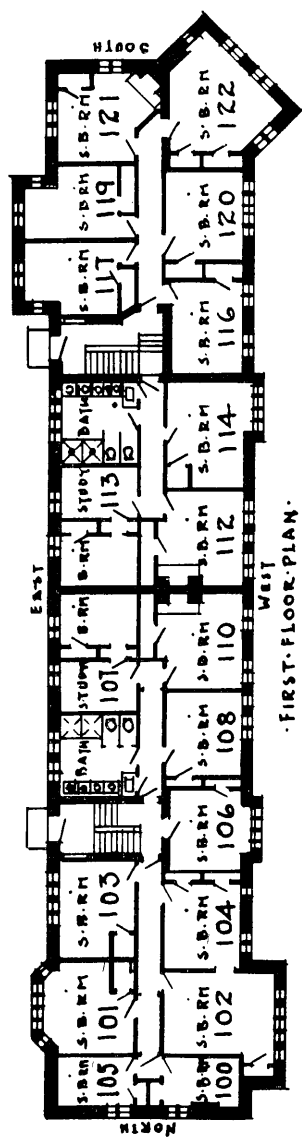 SOUTH
S.B.RM
121
122
S.B.RM
S.B.RM
119
S.B.RM
120
S.B.RM
117
S.B.RM
116
BATH
S.B.RM
114
STUDY
113
B.RM
S.B.RM
112
EAST
WEST
B.RM
S.B.RM
110
STUDY
107
BATH
S.B.RM
108
S.B.RM
106
S.B.RM
103
S.B.RM
104
S.B.RM
101
S.B.RM
102
S.B.RM
105
S.B.RM
100
NORTH
·FIRST·FLOOR·PLAN·